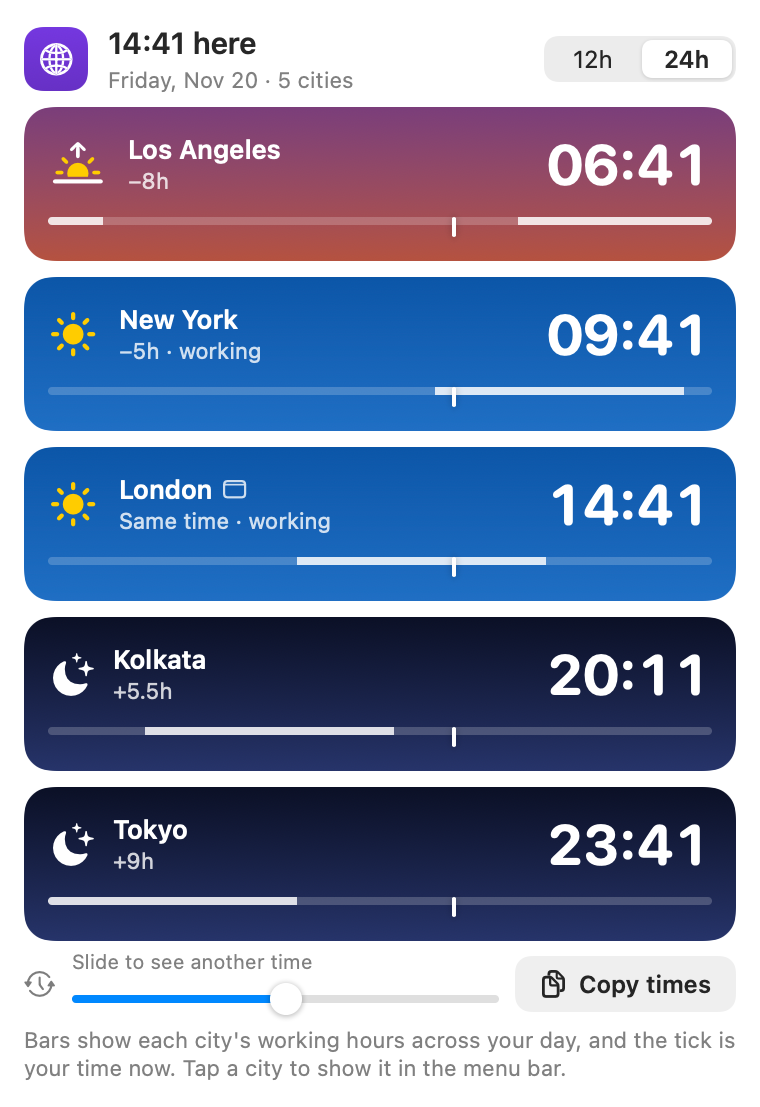 14:41 here
12h
24h
Friday, Nov 20 · 5 cities
Los Angeles
–8h
06:41
New York
–5h · working
09:41
London
Same time · working
14:41
Kolkata
+5.5h
20:11
Tokyo
+9h
23:41
Slide to see another time
Copy times
Bars show each city's working hours across your day, and the tick is
your time now. Tap a city to show it in the menu bar.